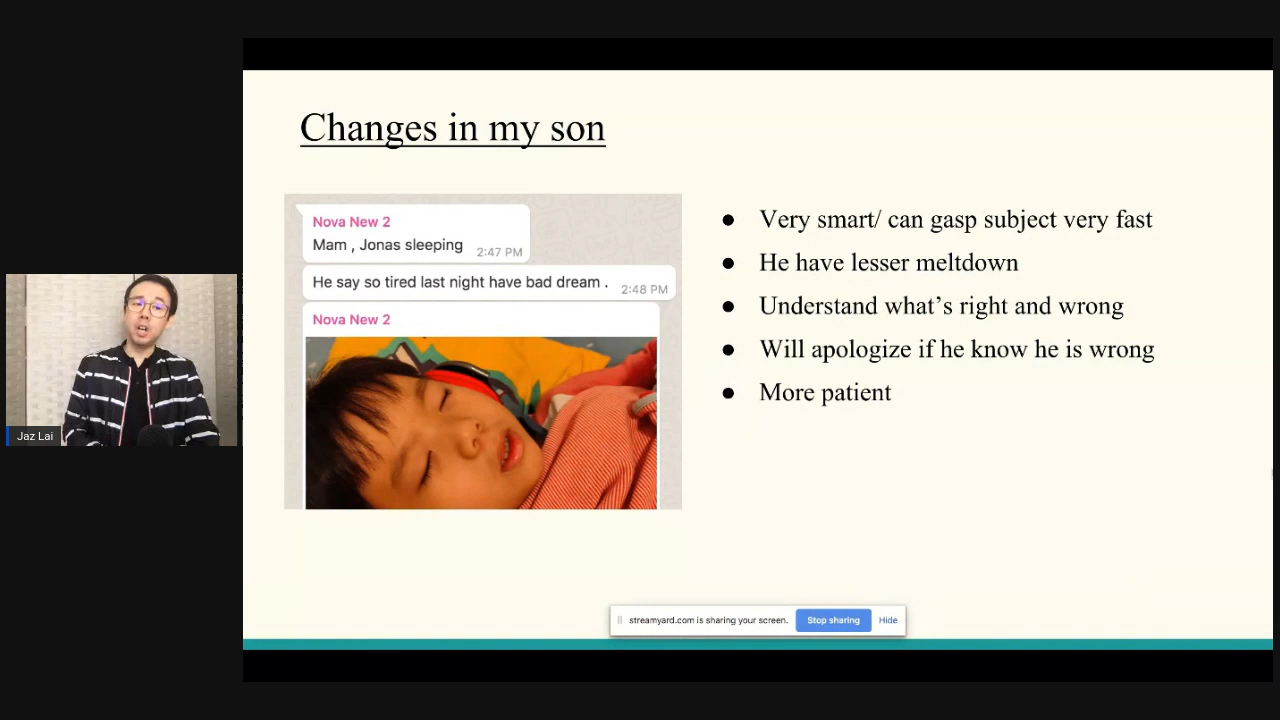 Changes in my son
Nova New 2
Mam , Jonas sleeping 2:47 PM
He say so tired last night have bad dream . 2:48 PM
Nova New 2
● Very smart/ can gasp subject very fast
● He have lesser meltdown
● Understand what’s right and wrong
● Will apologize if he know he is wrong
● More patient
Jaz Lai
streamyard.com is sharing your screen. Stop sharing Hide